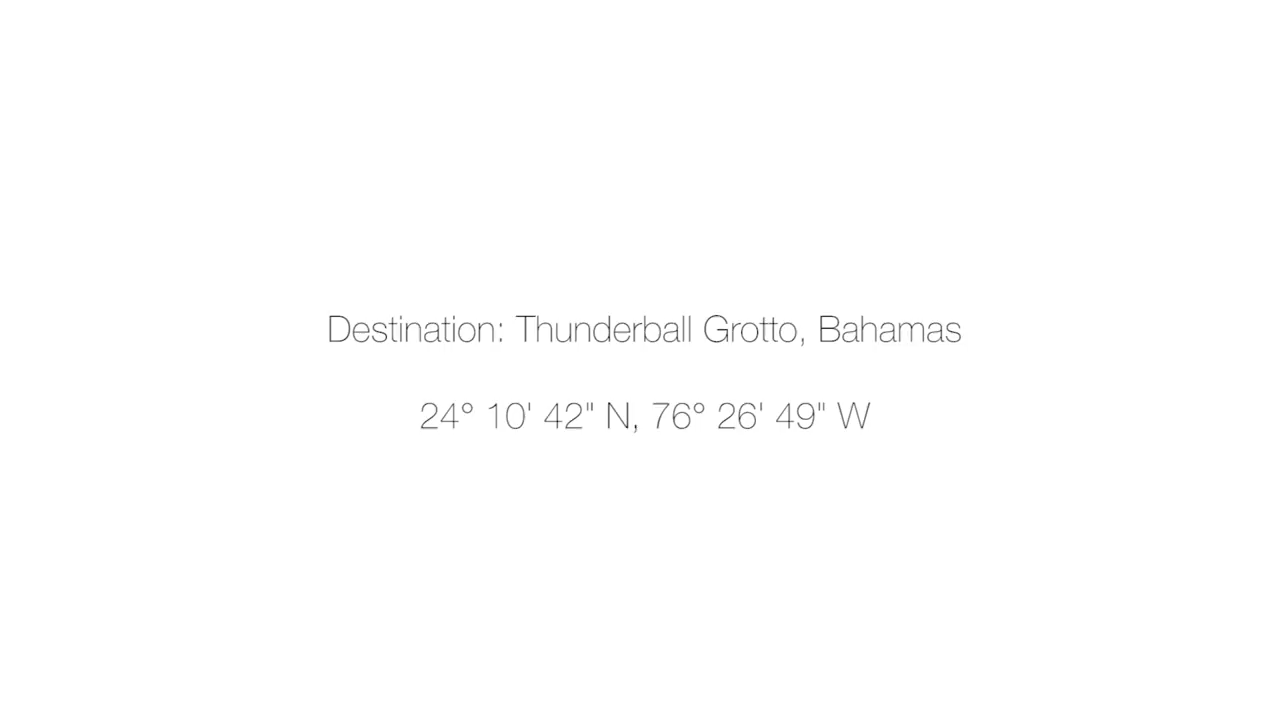 Destination: Thunderball Grotto, Bahamas
24° 10' 42" N, 76° 26' 49" W